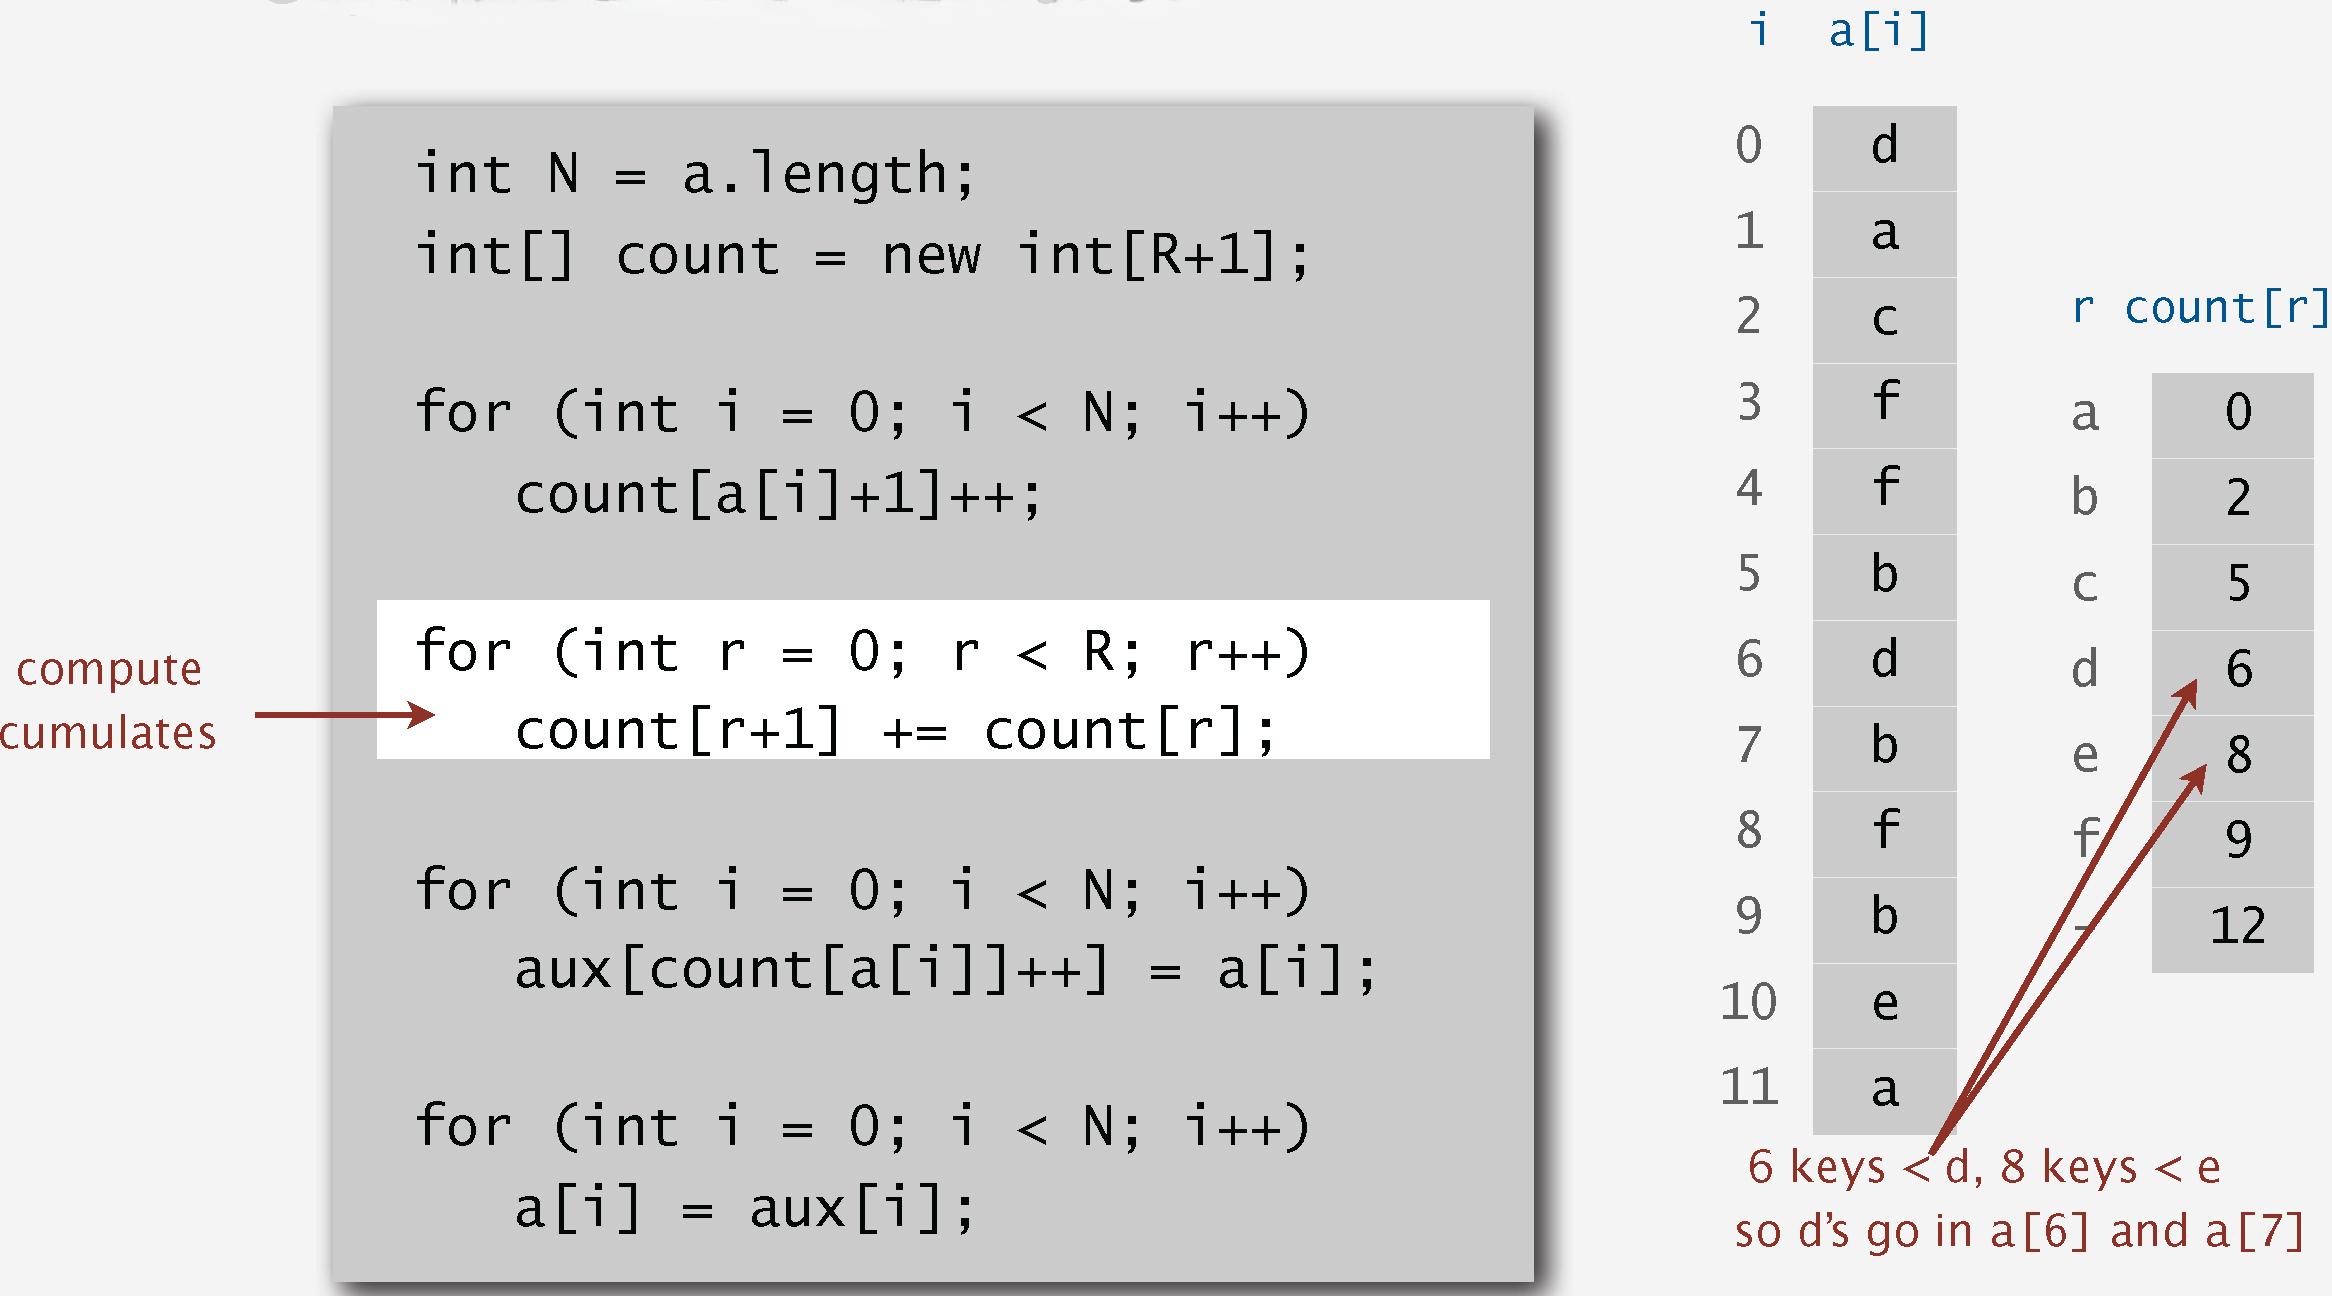 int N = a.length;
int[] count = new int[R+1];
for (int i = 0; i < N; i++)
count[a[i]+1]++;
for (int r = 0; r < R; r++)
count[r+1] += count[r];
for (int i = 0; i < N; i++)
aux[count[a[i]]++] = a[i];
for (int i = 0; i < N; i++)
a[i] = aux[i];
compute
cumulates
i a[i]
0 d
1 a
2 c
3 f
4 f
5 b
6 d
7 b
8 f
9 b
10 e
11 a
r count[r]
a 0
b 2
c 5
d 6
e 8
f 9
- 12
6 keys < d, 8 keys < e
so d’s go in a[6] and a[7]